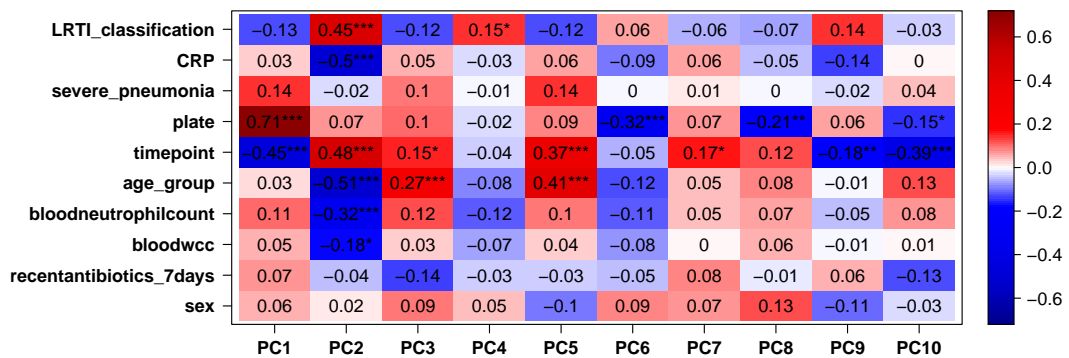 LRTI_classification −0.13 0.45*** −0.12 0.15* −0.12 0.06 −0.06 −0.07 0.14 −0.03
CRP 0.03 −0.5*** 0.05 −0.03 0.06 −0.09 0.06 −0.05 −0.14 0
severe_pneumonia 0.14 −0.02 0.1 −0.01 0.14 0 0.01 0 −0.02 0.04
plate 0.71*** 0.07 0.1 −0.02 0.09 −0.32*** 0.07 −0.21** 0.06 −0.15*
timepoint −0.45*** 0.48*** 0.15* −0.04 0.37*** −0.05 0.17* 0.12 −0.18** −0.39***
age_group 0.03 −0.51*** 0.27*** −0.08 0.41*** −0.12 0.05 0.08 −0.01 0.13
bloodneutrophilcount 0.11 −0.32*** 0.12 −0.12 0.1 −0.11 0.05 0.07 −0.05 0.08
bloodwcc 0.05 −0.18* 0.03 −0.07 0.04 −0.08 0 0.06 −0.01 0.01
recentantibiotics_7days 0.07 −0.04 −0.14 −0.03 −0.03 −0.05 0.08 −0.01 0.06 −0.13
sex 0.06 0.02 0.09 0.05 −0.1 0.09 0.07 0.13 −0.11 −0.03
PC1 PC2 PC3 PC4 PC5 PC6 PC7 PC8 PC9 PC10
0.6
0.4
0.2
0.0
−0.2
−0.4
−0.6